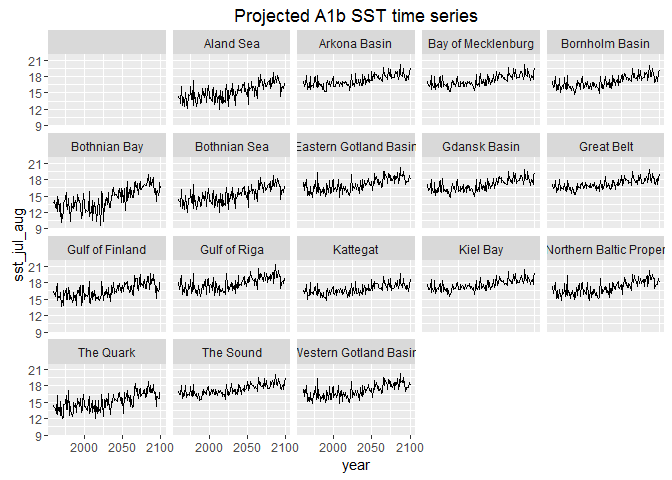 Projected A1b SST time series
Aland Sea Arkona Basin Bay of Mecklenburg Bornholm Basin
21
18
15
12
9
Bothnian Bay Bothnian Sea Eastern Gotland Basin Gdansk Basin Great Belt
21
18
15
12
9
sst_jul_aug
Gulf of Finland Gulf of Riga Kattegat Kiel Bay Northern Baltic Proper
21
18
15
12
9
The Quark The Sound Western Gotland Basin
21
18
15
12
9
2000 2050 2100 2000 2050 2100 2000 2050 2100
year